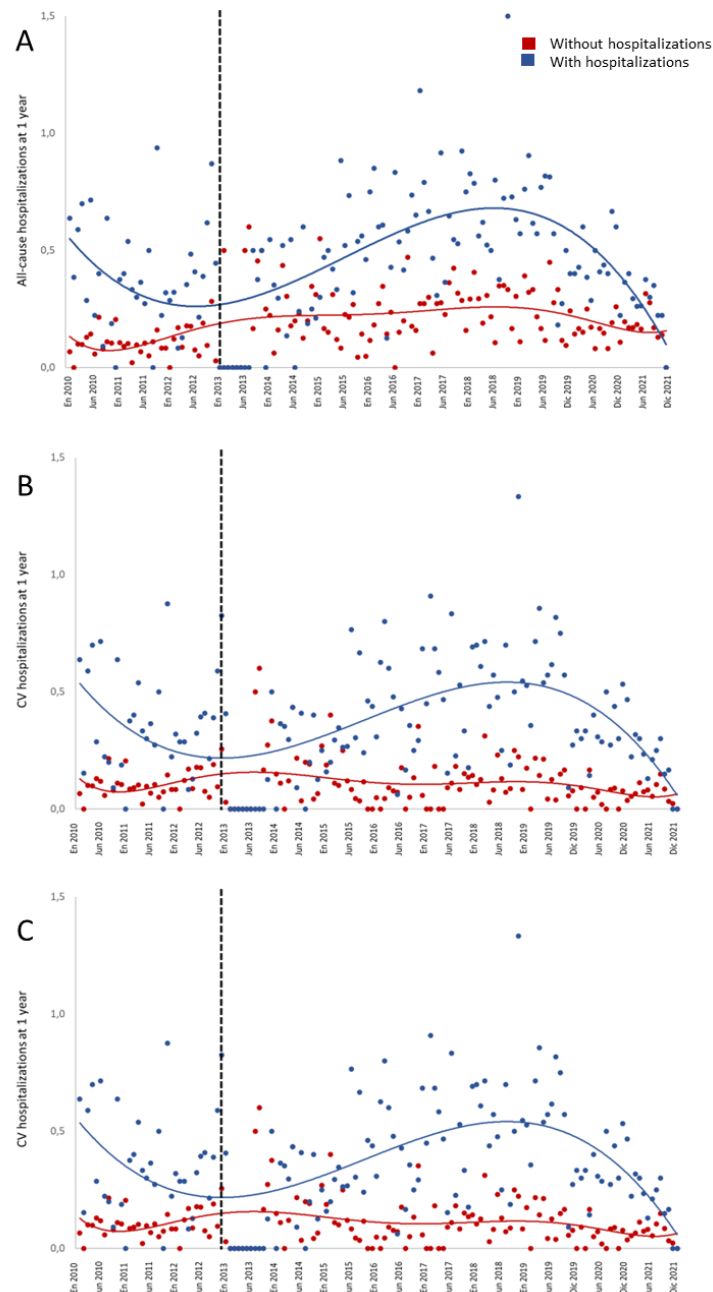 A
Without hospitalizations
With hospitalizations
All-cause hospitalizations at 1 year
1,5
1,0
0,5
0,0
En 2010
Jun 2010
En 2011
Jun 2011
En 2012
Jun 2012
En 2013
Jun 2013
En 2014
Jun 2014
En 2015
Jun 2015
En 2016
Jun 2016
En 2017
Jun 2017
En 2018
Jun 2018
En 2019
Jun 2019
Dic 2019
Jun 2020
Dic 2020
Jun 2021
Dic 2021
B
CV hospitalizations at 1 year
1,5
1,0
0,5
0,0
En 2010
Jun 2010
En 2011
Jun 2011
En 2012
Jun 2012
En 2013
Jun 2013
En 2014
Jun 2014
En 2015
Jun 2015
En 2016
Jun 2016
En 2017
Jun 2017
En 2018
Jun 2018
En 2019
Jun 2019
Dic 2019
Jun 2020
Dic 2020
Jun 2021
Dic 2021
C
CV hospitalizations at 1 year
1,5
1,0
0,5
0,0
En 2010
Jun 2010
En 2011
Jun 2011
En 2012
Jun 2012
En 2013
Jun 2013
En 2014
Jun 2014
En 2015
Jun 2015
En 2016
Jun 2016
En 2017
Jun 2017
En 2018
Jun 2018
En 2019
Jun 2019
Dic 2019
Jun 2020
Dic 2020
Jun 2021
Dic 2021